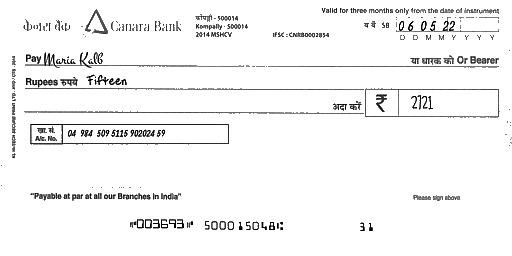 Valid for three months only from the date of instrument
केनरा बैंक Canara Bank
कोंपल्ली - 500014
Kompally - 500014
2014 MSHCV
IFSC : CNRB0002854
SB 06 05 22
D D M M Y Y Y Y
Pay Maria Kalb या धारक को Or Bearer
Rupees रुपये Fifteen
अदा करें ₹ 2721
खा. सं. A/c. No. 04 984 509 5115 902024 59
"Payable at par at all our Branches in India"
Please sign above
⑈003693⑈ 500015048⑆ 31